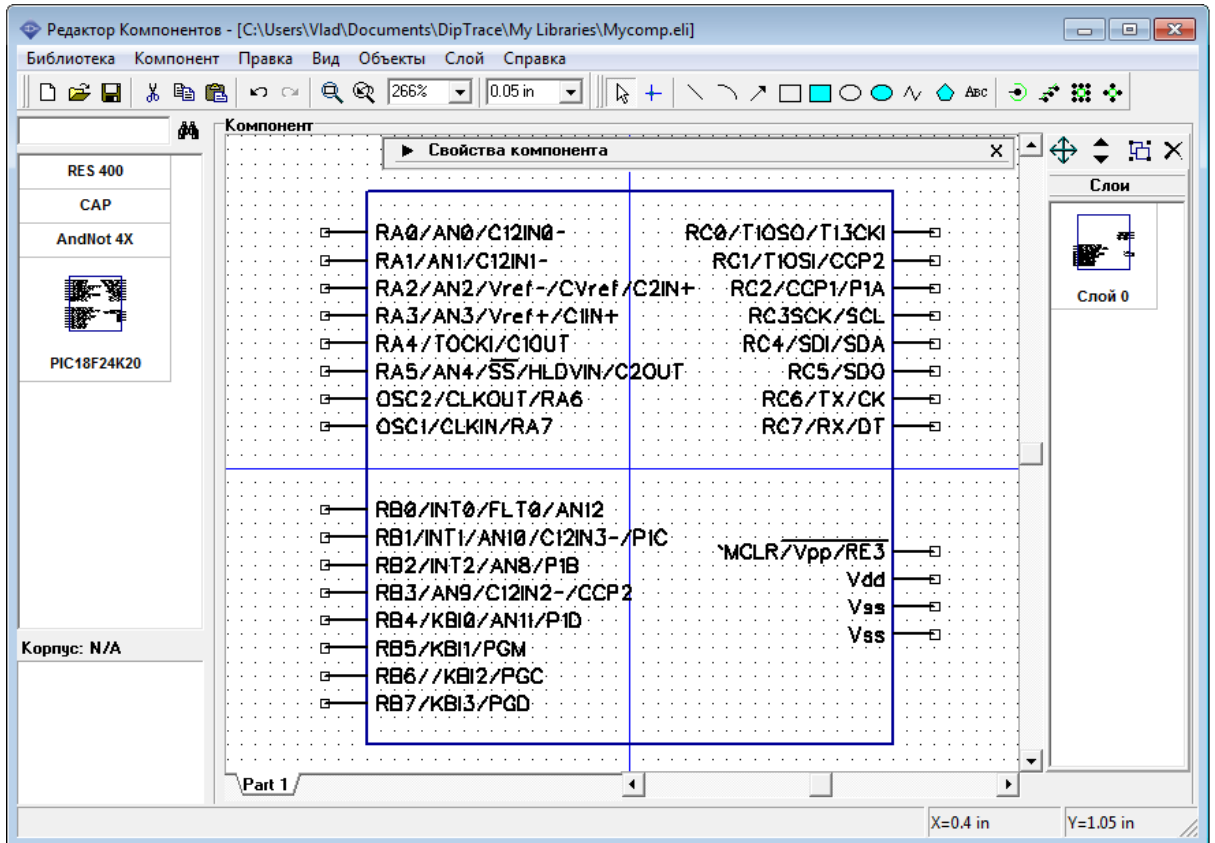 Редактор Компонентов - [C:\Users\Vlad\Documents\DipTrace\My Libraries\Mycomp.eli]
Библиотека Компонент Правка Вид Объекты Слой Справка
266% 0.05 in ABC
Компонент
Свойства компонента
Слои
RES 400
CAP
AndNot 4X
PIC18F24K20
Слой 0
RA0/AN0/C12IN0- RC0/T1OSO/T13CKI
RA1/AN1/C12IN1- RC1/T1OSI/CCP2
RA2/AN2/Vref-/CVref/C2IN+ RC2/CCP1/P1A
RA3/AN3/Vref+/C1IN+ RC3SCK/SCL
RA4/TOCKI/C1OUT RC4/SDI/SDA
RA5/AN4/SS/HLDVIN/C2OUT RC5/SDO
OSC2/CLKOUT/RA6 RC6/TX/CK
OSC1/CLKIN/RA7 RC7/RX/DT
RB0/INT0/FLT0/AN12
RB1/INT1/AN10/C12IN3-/P1C
`MCLR/Vpp/RE3
RB2/INT2/AN8/P1B
Vdd
RB3/AN9/C12IN2-/CCP2
Vss
RB4/KBI0/AN11/P1D
Vss
RB5/KBI1/PGM
RB6//KBI2/PGC
RB7/KBI3/PGD
Корпус: N/A
Part 1
X=0.4 in Y=1.05 in